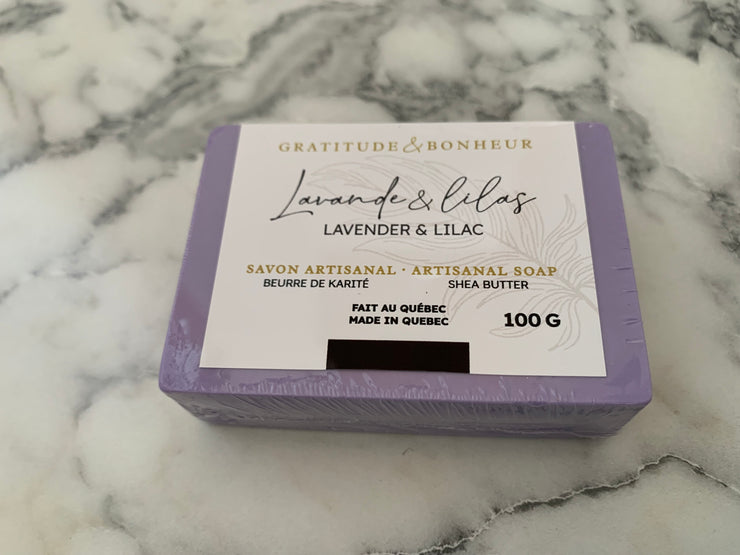 GRATITUDE & BONHEUR
Lavande & lilas
LAVENDER & LILAC
SAVON ARTISANAL · ARTISANAL SOAP
BEURRE DE KARITÉ SHEA BUTTER
FAIT AU QUÉBEC
MADE IN QUEBEC
100 G